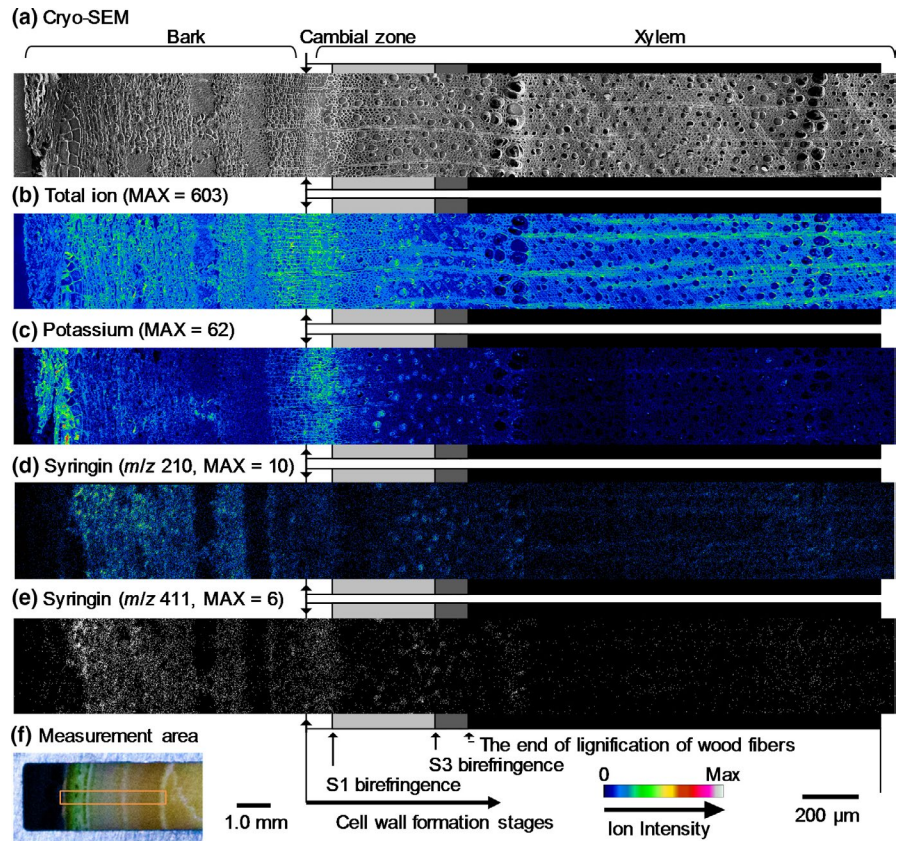 (a) Cryo-SEM
Bark Cambial zone Xylem
(b) Total ion (MAX = 603)
(c) Potassium (MAX = 62)
(d) Syringin (m/z 210, MAX = 10)
(e) Syringin (m/z 411, MAX = 6)
(f) Measurement area
The end of lignification of wood fibers
S3 birefringence
S1 birefringence
0 Max
1.0 mm
Cell wall formation stages
Ion Intensity
200 µm